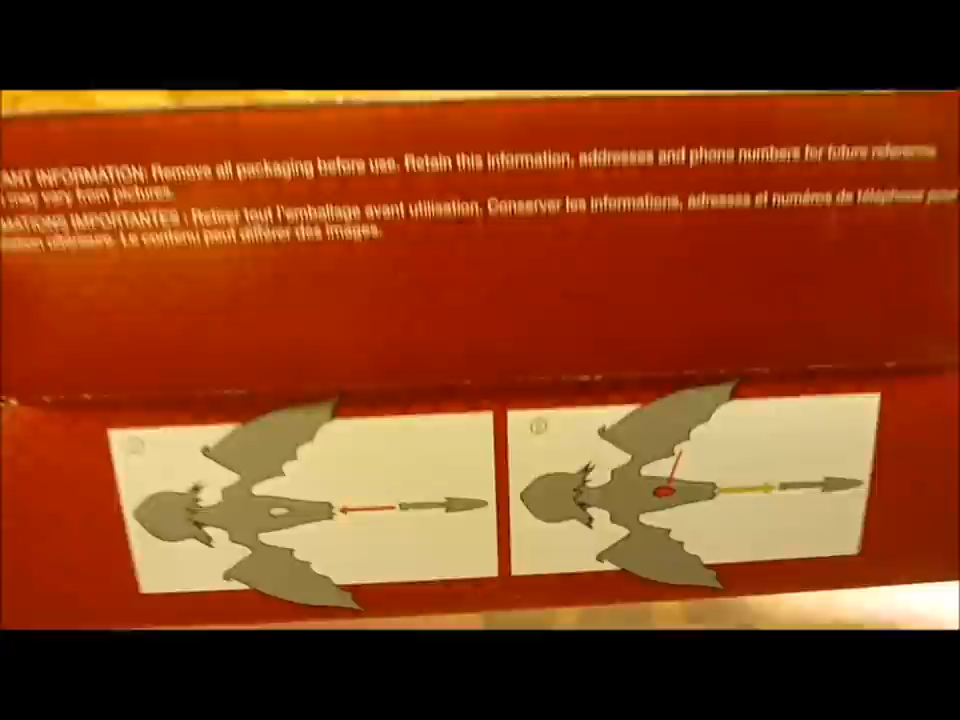 ANT INFORMATION: Remove all packaging before use. Retain this information, addresses and phone numbers for future reference.
may vary from pictures.
MATIONS IMPORTANTES : Retirer tout l'emballage avant utilisation. Conserver les informations, adresses et numéros de téléphone pour
Le contenu peut différer des images.
1
2